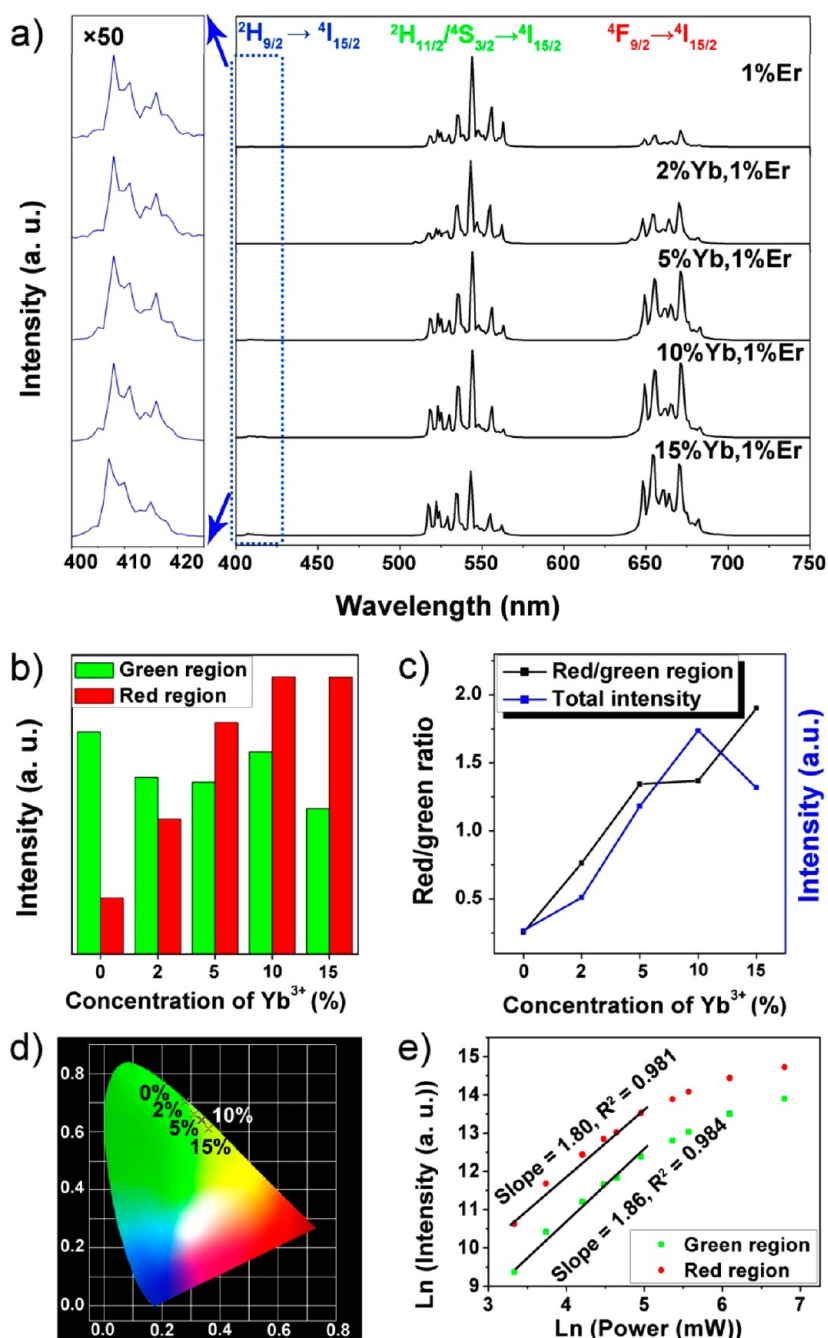 a)
×50
²H₉/₂ → ⁴I₁₅/₂
²H₁₁/₂/⁴S₃/₂→⁴I₁₅/₂
⁴F₉/₂→⁴I₁₅/₂
1%Er
2%Yb,1%Er
5%Yb,1%Er
10%Yb,1%Er
15%Yb,1%Er
Intensity (a. u.)
400 410 420 400 450 500 550 600 650 700 750
Wavelength (nm)
b)
Green region
Red region
Intensity (a. u.)
0 2 5 10 15
Concentration of Yb³⁺ (%)
c)
Red/green region
Total intensity
Red/green ratio
2.0
1.5
1.0
0.5
Intensity (a.u.)
0 2 5 10 15
Concentration of Yb³⁺ (%)
d)
0.8
0.6
0.4
0.2
0.0
0%
2%
5%
10%
15%
0.0 0.2 0.4 0.6 0.8
e)
Ln (Intensity (a. u.))
15
14
13
12
11
10
9
Slope = 1.80, R² = 0.981
Slope = 1.86, R² = 0.984
Green region
Red region
3 4 5 6 7
Ln (Power (mW))